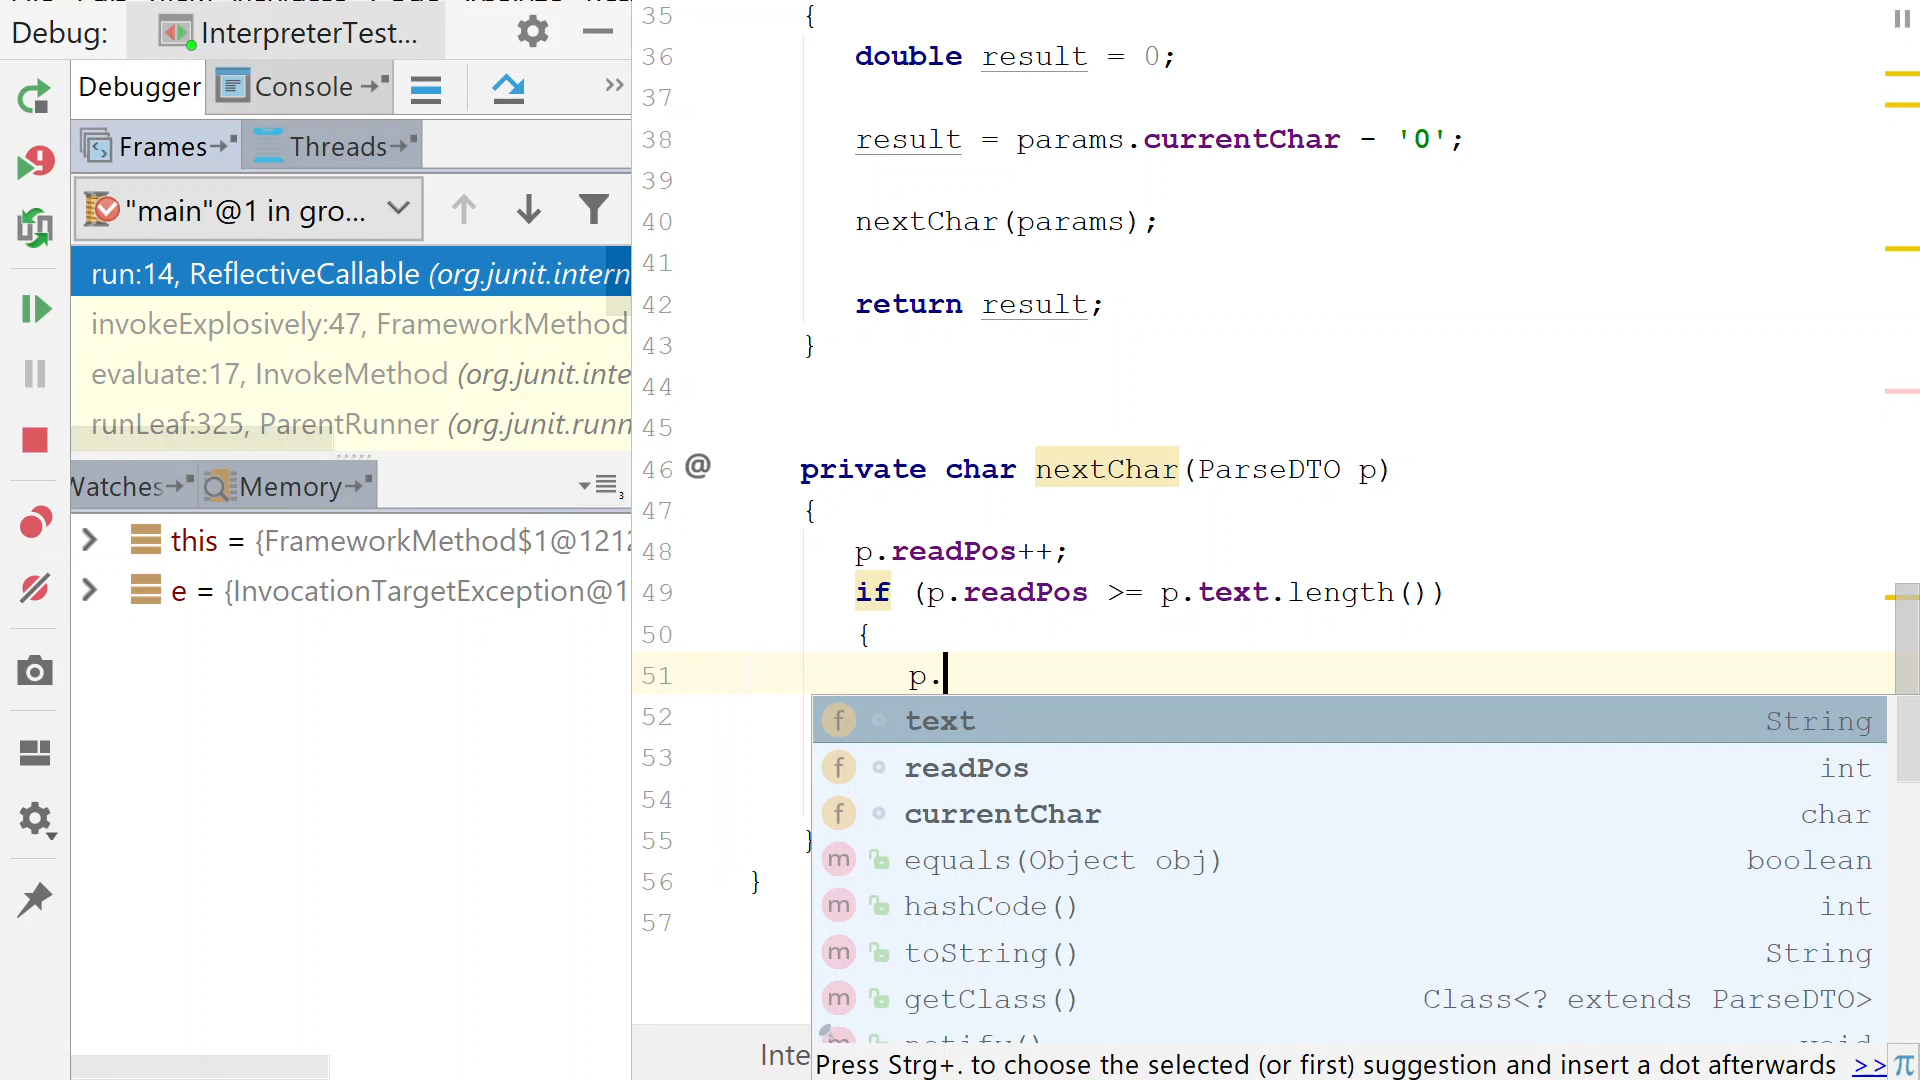 Debug:
InterpreterTest...
Debugger
Console
Frames
Threads
"main"@1 in gro...
run:14, ReflectiveCallable (org.junit.intern
invokeExplosively:47, FrameworkMethod
evaluate:17, InvokeMethod (org.junit.inte
runLeaf:325, ParentRunner (org.junit.runn
Watches
Memory
this = {FrameworkMethod$1@1212
e = {InvocationTargetException@1
35 {
36 double result = 0;
37
38 result = params.currentChar - '0';
39
40 nextChar(params);
41
42 return result;
43 }
44
45
46 @ private char nextChar(ParseDTO p)
47 {
48 p.readPos++;
49 if (p.readPos >= p.text.length())
50 {
51 p.
52
53
54
55 }
56 }
57
f text String
f readPos int
f currentChar char
m equals(Object obj) boolean
m hashCode() int
m toString() String
m getClass() Class<? extends ParseDTO>
m notify() void
Inte
Press Strg+. to choose the selected (or first) suggestion and insert a dot afterwards >> π